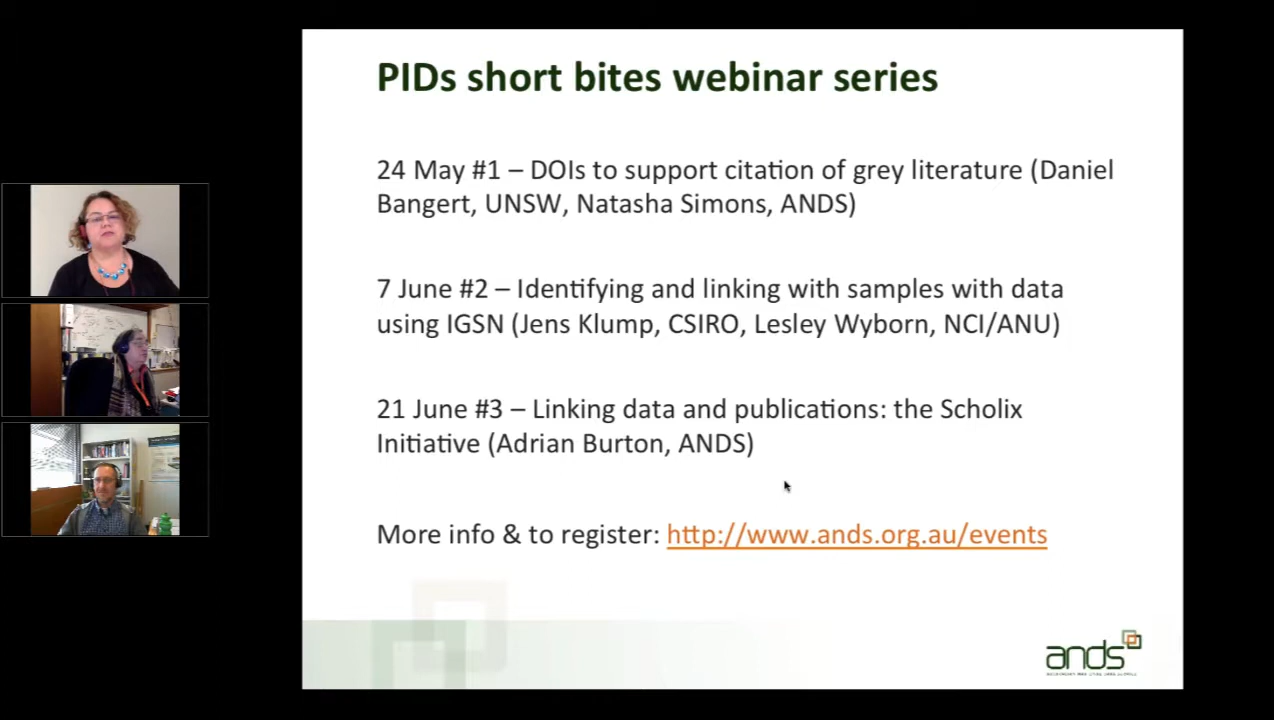 PIDs short bites webinar series
24 May #1 – DOIs to support citation of grey literature (Daniel
Bangert, UNSW, Natasha Simons, ANDS)
7 June #2 – Identifying and linking with samples with data
using IGSN (Jens Klump, CSIRO, Lesley Wyborn, NCI/ANU)
21 June #3 – Linking data and publications: the Scholix
Initiative (Adrian Burton, ANDS)
More info & to register: http://www.ands.org.au/events
ands